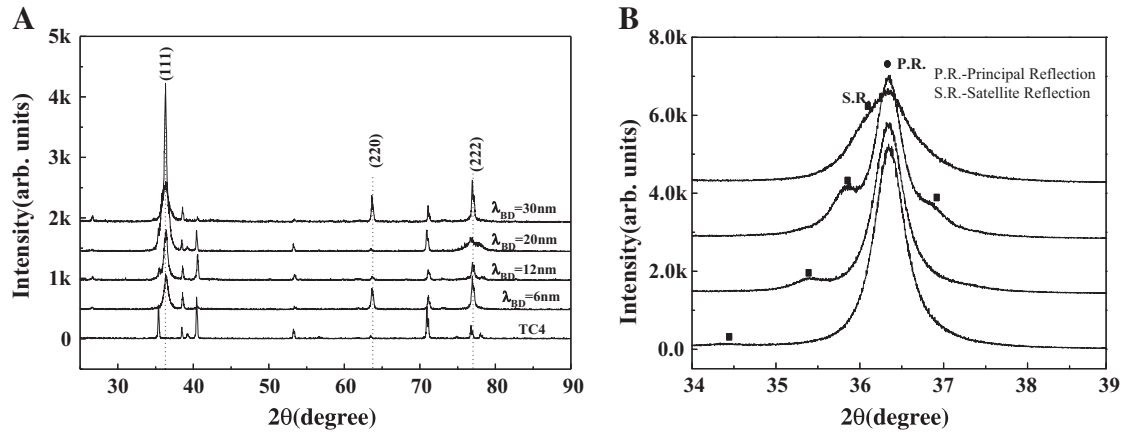 A
5k
4k
3k
2k
1k
0
Intensity(arb. units)
(111)
(220)
(222)
λBD=30nm
λBD=20nm
λBD=12nm
λBD=6nm
TC4
30 40 50 60 70 80 90
2θ(degree)
B
8.0k
6.0k
4.0k
2.0k
0.0
Intensity(arb. units)
P.R.
S.R.
P.R.-Principal Reflection
S.R.-Satellite Reflection
34 35 36 37 38 39
2θ(degree)